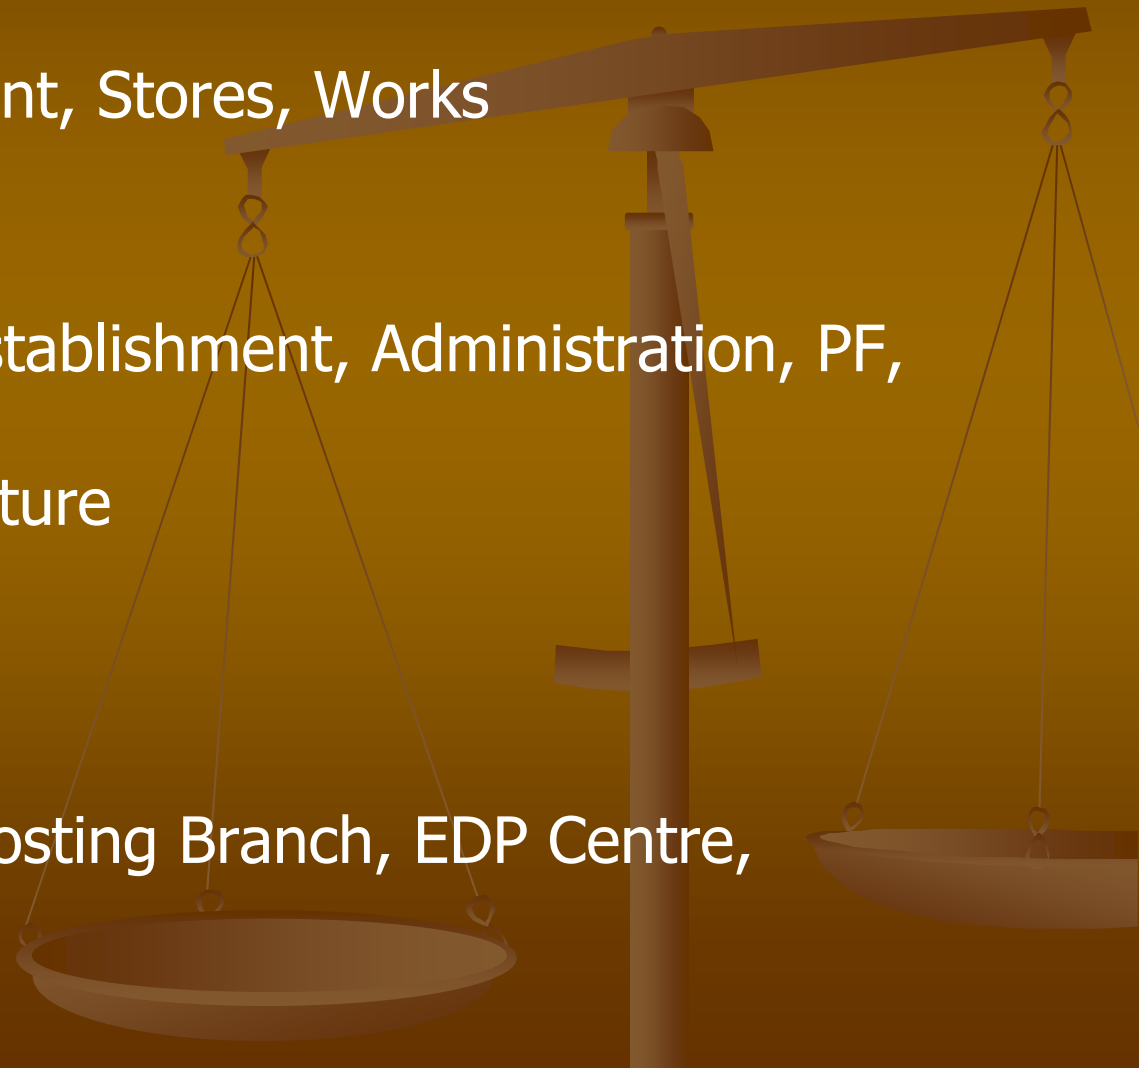 nt, Stores, Works
stablishment, Administration, PF,
ture
osting Branch, EDP Centre,